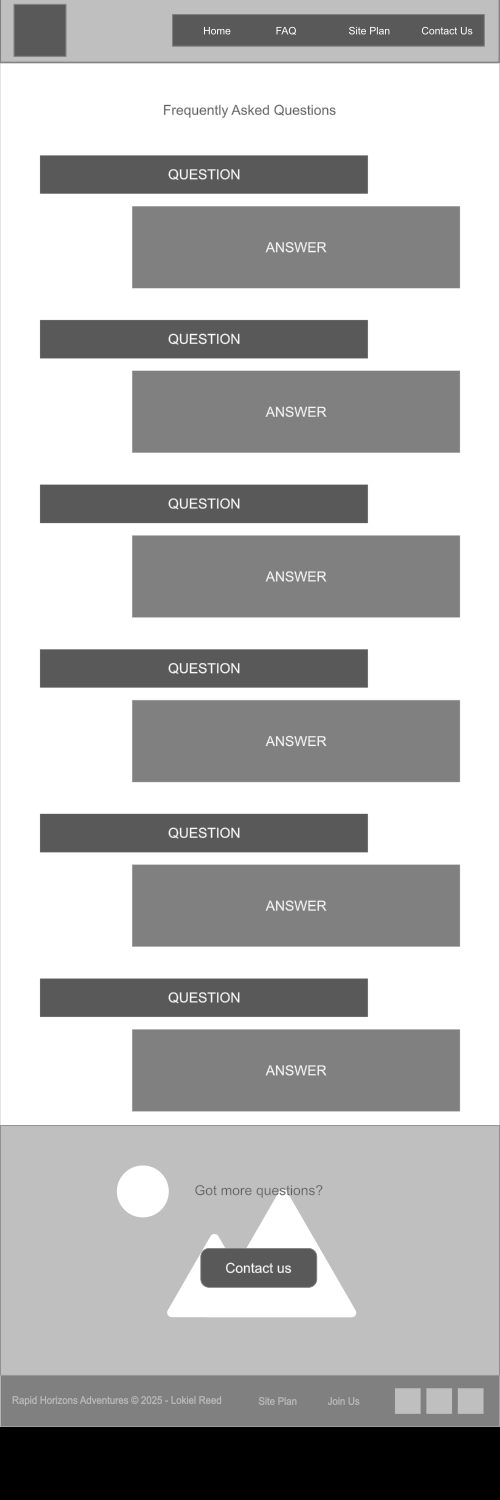 Home FAQ Site Plan Contact Us
Frequently Asked Questions
QUESTION
ANSWER
QUESTION
ANSWER
QUESTION
ANSWER
QUESTION
ANSWER
QUESTION
ANSWER
QUESTION
ANSWER
Got more questions?
Contact us
Rapid Horizons Adventures © 2025 - Lokiel Reed Site Plan Join Us